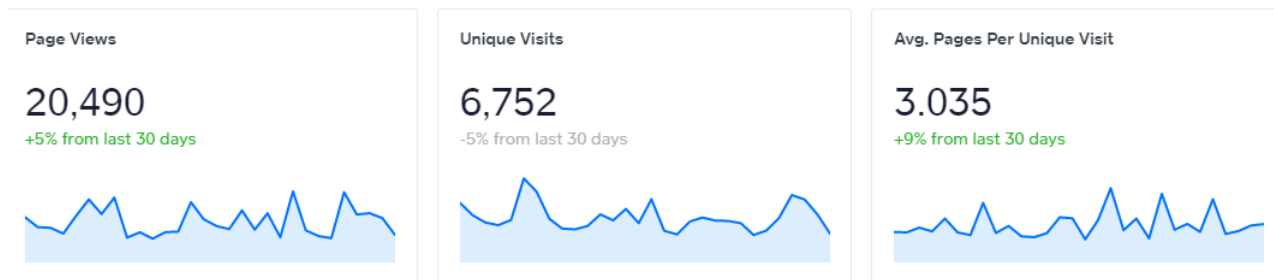 Page Views
20,490
+5% from last 30 days
Unique Visits
6,752
-5% from last 30 days
Avg. Pages Per Unique Visit
3.035
+9% from last 30 days